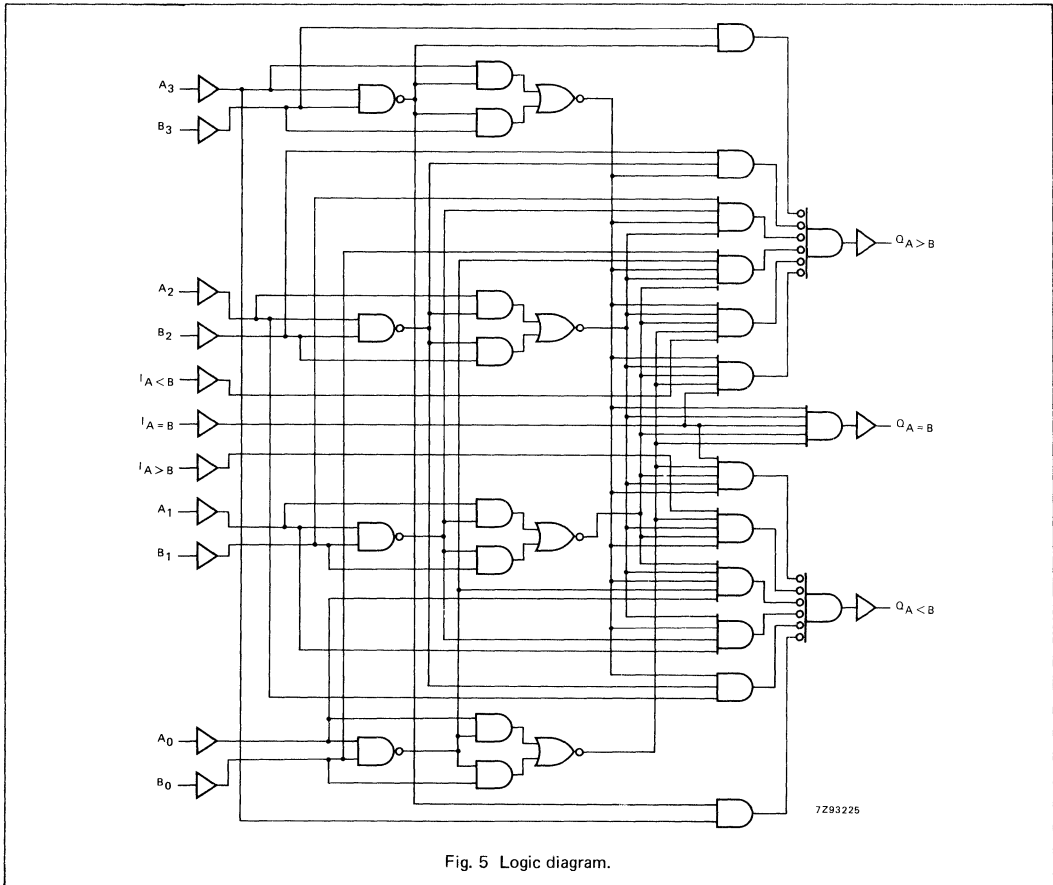 A3
B3
QA>B
A2
B2
IA<B
IA=B
QA=B
IA>B
A1
B1
QA<B
A0
B0
7Z93225
Fig. 5 Logic diagram.